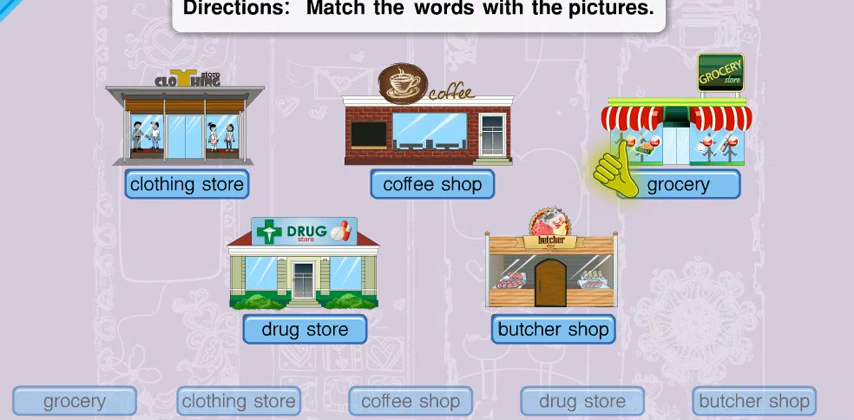 Directions: Match the words with the pictures.
CLOTHING store
coffee
GROCERY store
clothing store
coffee shop
grocery
DRUG store
butcher
drug store
butcher shop
grocery
clothing store
coffee shop
drug store
butcher shop